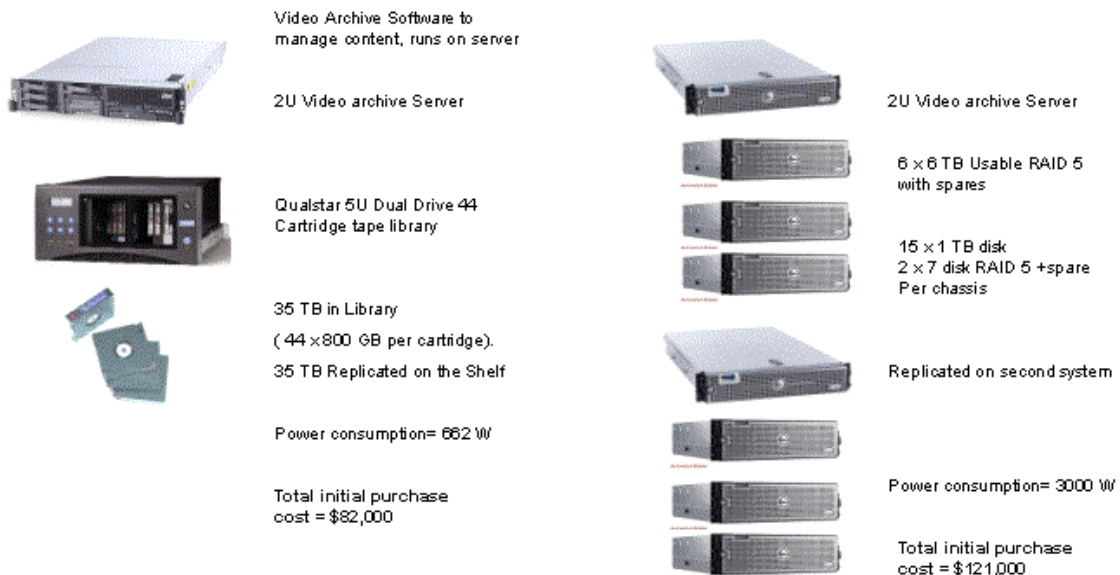 Video Archive Software to
manage content, runs on server
2U Video archive Server
Qualstar 5U Dual Drive 44
Cartridge tape library
35 TB in Library
( 44 x 800 GB per cartridge).
35 TB Replicated on the Shelf
Power consumption= 662 W
Total initial purchase
cost = $82,000
2U Video archive Server
6 x 6 TB Usable RAID 5
with spares
15 x 1 TB disk
2 x 7 disk RAID 5 +spare
Per chassis
Replicated on second system
Power consumption= 3000 W
Total initial purchase
cost = $121,000